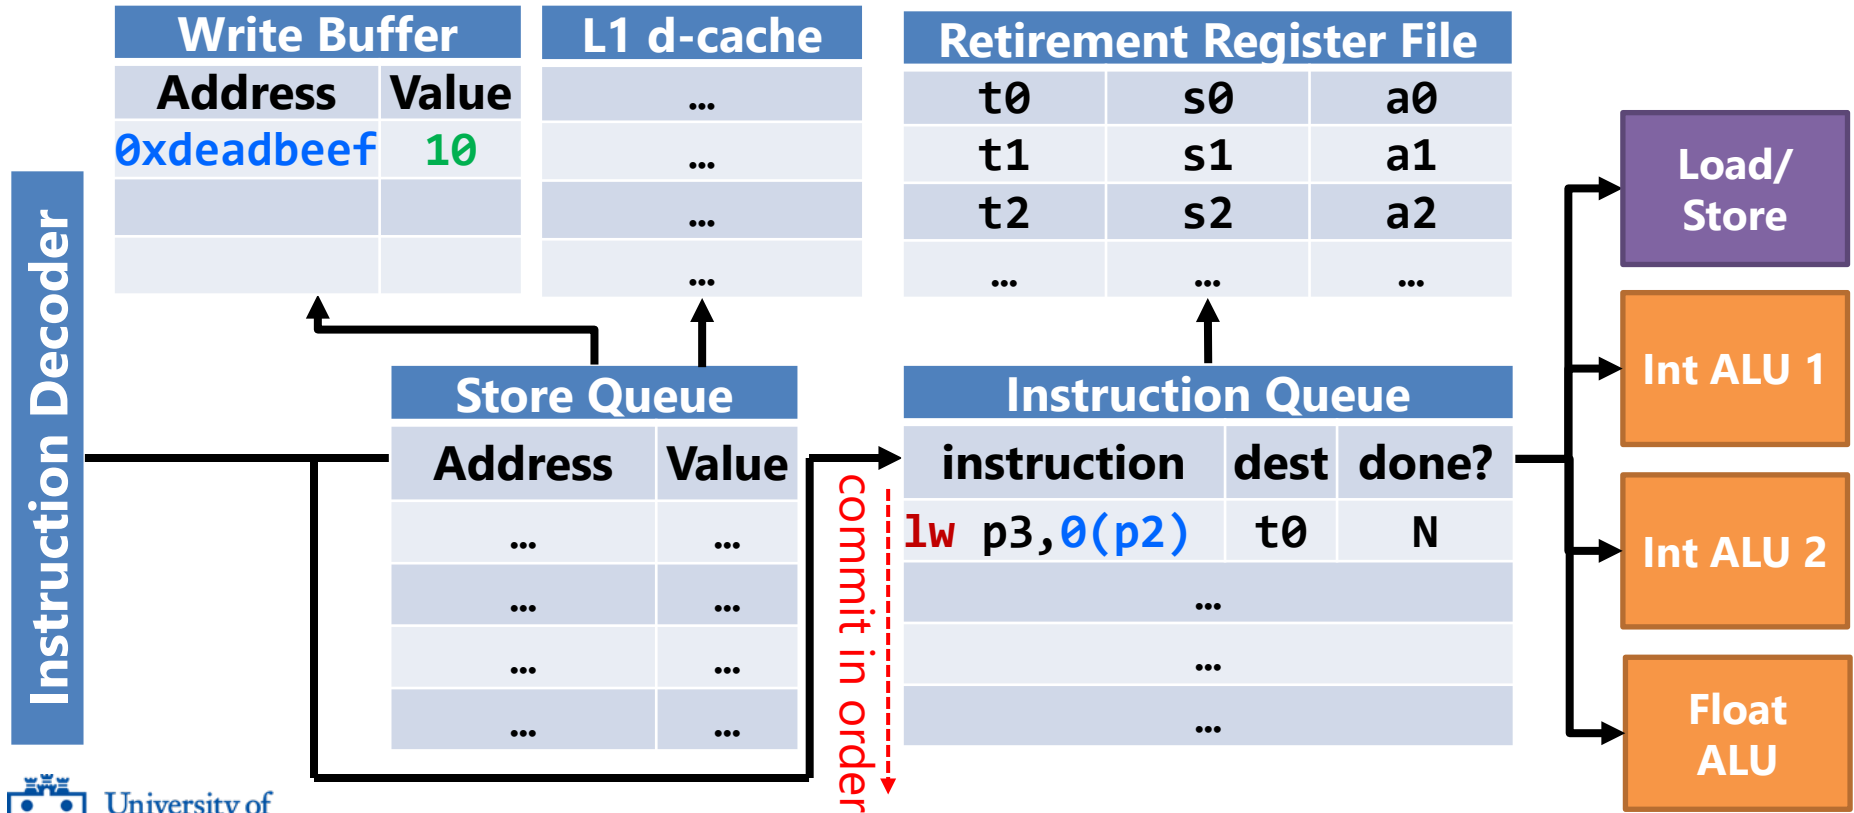 Write Buffer
Address Value
0xdeadbeef 10
L1 d-cache
...
...
...
...
Retirement Register File
t0 s0 a0
t1 s1 a1
t2 s2 a2
... ... ...
Instruction Decoder
Store Queue
Address Value
... ...
... ...
... ...
... ...
commit in order
Instruction Queue
instruction dest done?
lw p3,0(p2) t0 N
...
...
...
Load/
Store
Int ALU 1
Int ALU 2
Float
ALU
University of